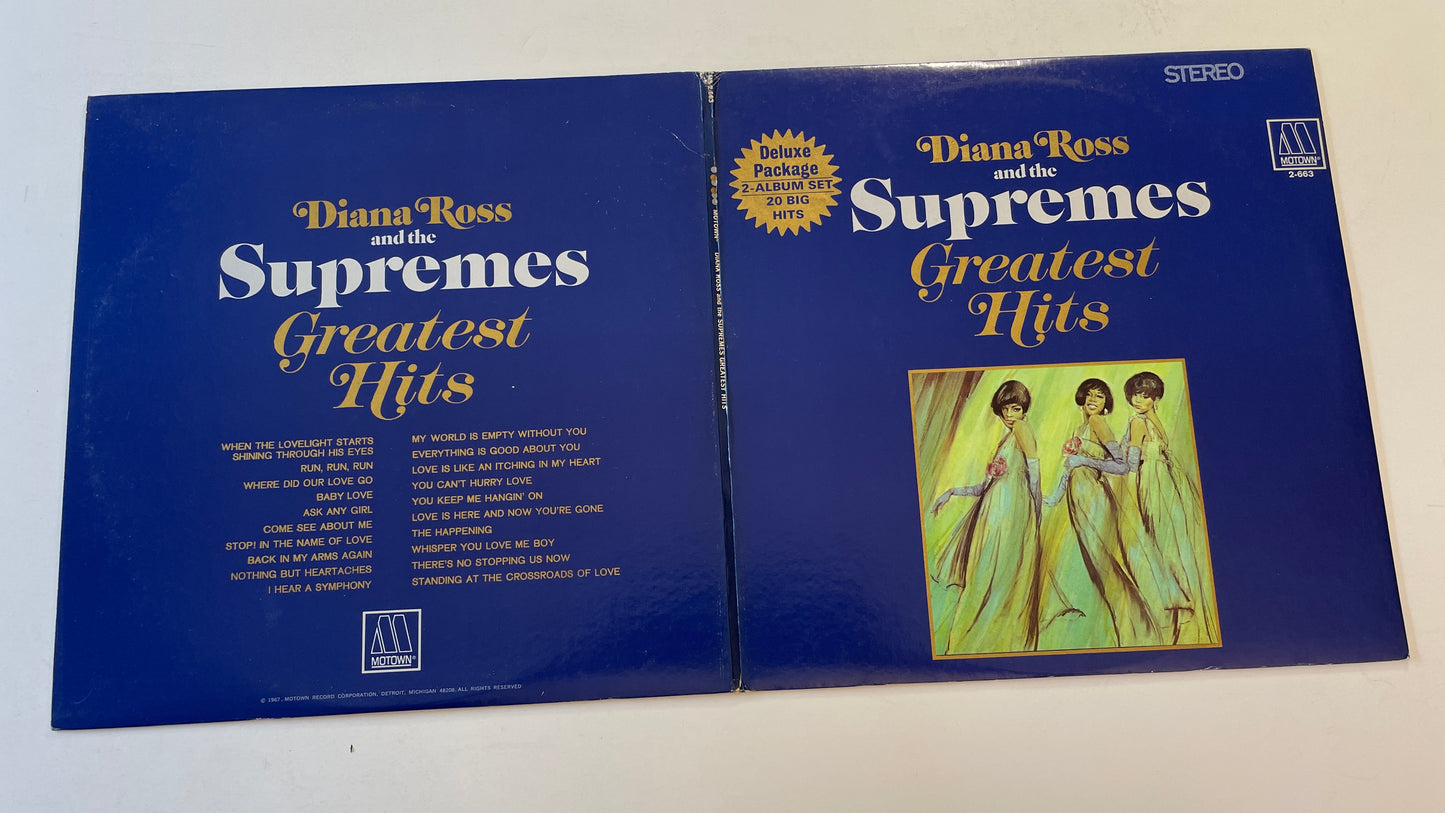 Diana Ross
and the
Supremes
Greatest
Hits
WHEN THE LOVELIGHT STARTS
SHINING THROUGH HIS EYES
RUN, RUN, RUN
WHERE DID OUR LOVE GO
BABY LOVE
ASK ANY GIRL
COME SEE ABOUT ME
STOP! IN THE NAME OF LOVE
BACK IN MY ARMS AGAIN
NOTHING BUT HEARTACHES
I HEAR A SYMPHONY
MY WORLD IS EMPTY WITHOUT YOU
EVERYTHING IS GOOD ABOUT YOU
LOVE IS LIKE AN ITCHING IN MY HEART
YOU CAN'T HURRY LOVE
YOU KEEP ME HANGIN' ON
LOVE IS HERE AND NOW YOU'RE GONE
THE HAPPENING
WHISPER YOU LOVE ME BOY
THERE'S NO STOPPING US NOW
STANDING AT THE CROSSROADS OF LOVE
MOTOWN®
© 1967, MOTOWN RECORD CORPORATION, DETROIT, MICHIGAN 48208. ALL RIGHTS RESERVED
"MOTOWN" DIANA ROSS and the SUPREMES GREATEST HITS
STEREO
MOTOWN®
2-663
Deluxe
Package
2-ALBUM SET
20 BIG
HITS
Diana Ross
and the
Supremes
Greatest
Hits